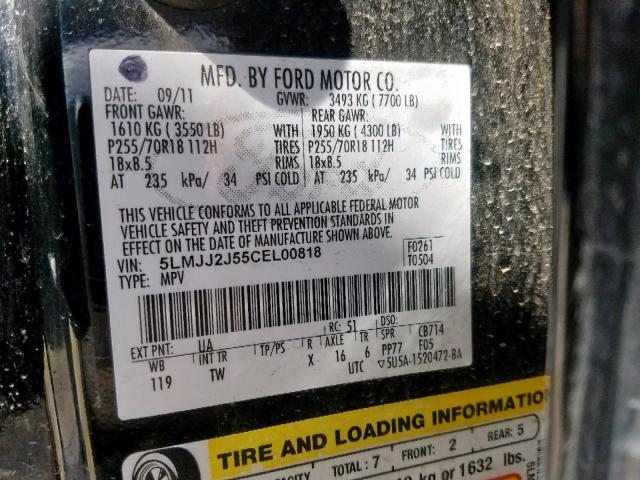 MFD. BY FORD MOTOR CO.
DATE: 09/11 GVWR: 3493 KG ( 7700 LB)
FRONT GAWR: REAR GAWR:
1610 KG ( 3550 LB) WITH 1950 KG ( 4300 LB) WITH
P255/70R18 112H TIRES P255/70R18 112H TIRES
18x8.5 RIMS 18x8.5 RIMS
AT 235 kPa/ 34 PSI COLD AT 235 kPa/ 34 PSI COLD
THIS VEHICLE CONFORMS TO ALL APPLICABLE FEDERAL MOTOR
VEHICLE SAFETY AND THEFT PREVENTION STANDARDS IN
EFFECT ON THE DATE OF MANUFACTURE SHOWN ABOVE.
VIN: 5LMJJ2J55CEL00818 F0261
TYPE: MPV T0504
EXT PNT: UA RC: 51 DSO:
WB INT TR TP/PS R AXLE TR SPR CB714
119 TW X 16 6 PP77 F05
UTC ▽5U5A-1520472-BA
TIRE AND LOADING INFORMATIO
TOTAL : 7 FRONT: 2 REAR: 5
kg or 1632 lbs.